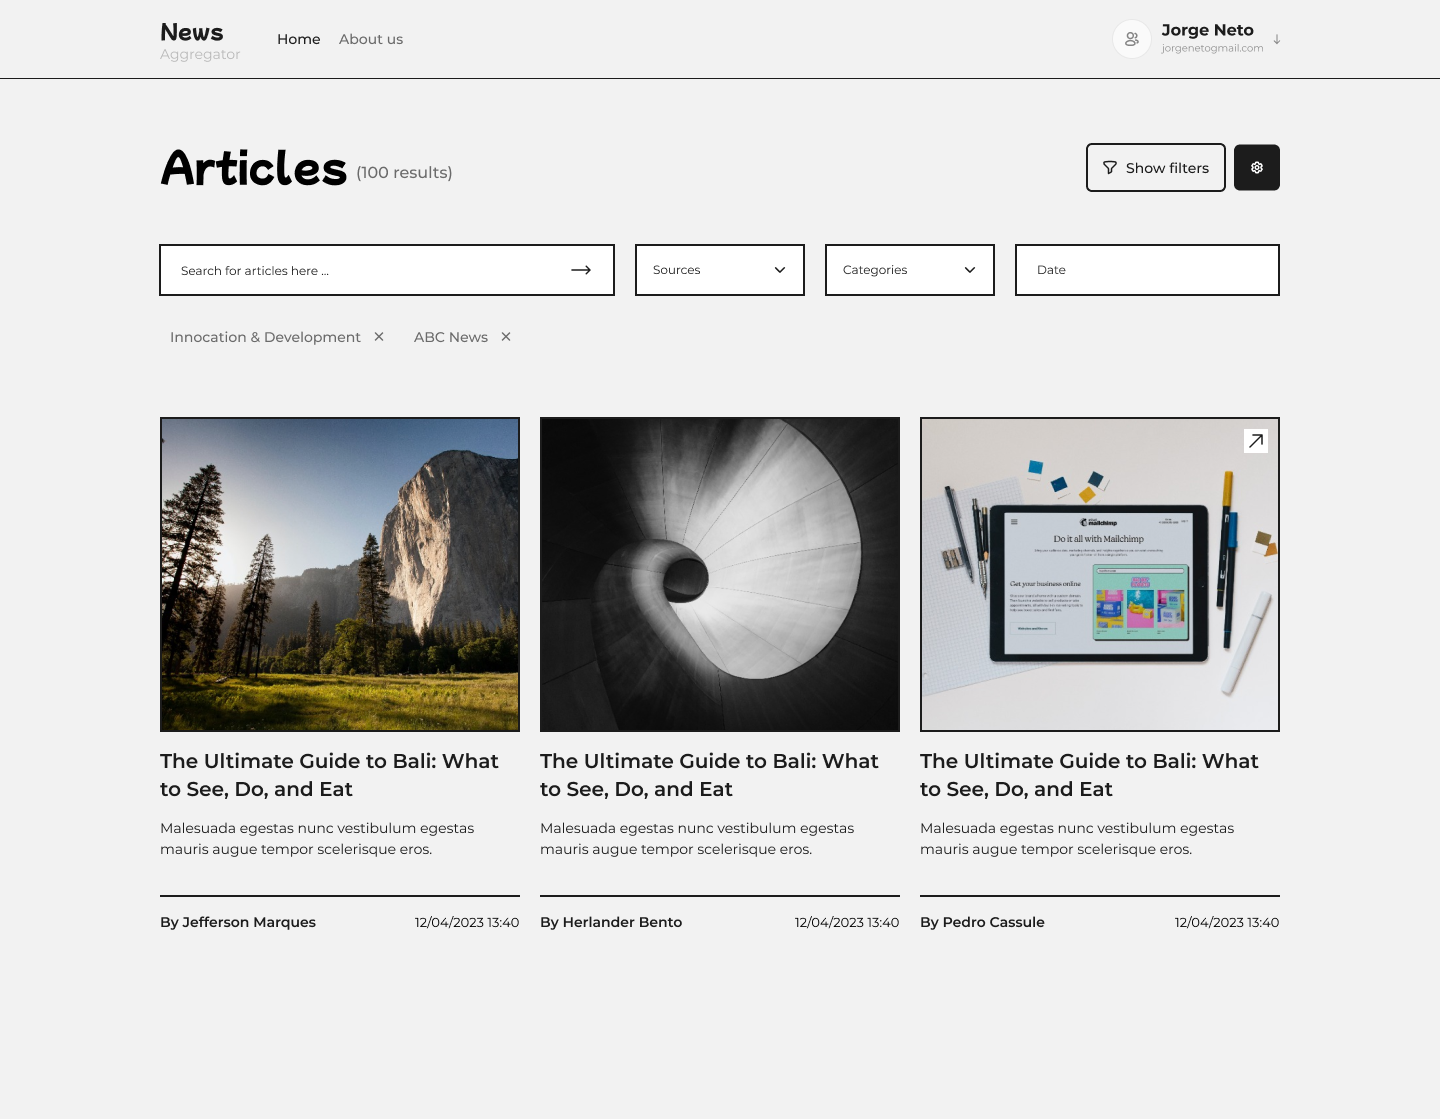 News
Aggregator
Home
About us
Jorge Neto
jorgenetogmail.com
Articles (100 results)
Show filters
Search for articles here ...
Sources
Categories
Date
Innocation & Development
ABC News
mailchimp
Do it all with Mailchimp
Get your business online
The Ultimate Guide to Bali: What
to See, Do, and Eat
Malesuada egestas nunc vestibulum egestas
mauris augue tempor scelerisque eros.
By Jefferson Marques
12/04/2023 13:40
The Ultimate Guide to Bali: What
to See, Do, and Eat
Malesuada egestas nunc vestibulum egestas
mauris augue tempor scelerisque eros.
By Herlander Bento
12/04/2023 13:40
The Ultimate Guide to Bali: What
to See, Do, and Eat
Malesuada egestas nunc vestibulum egestas
mauris augue tempor scelerisque eros.
By Pedro Cassule
12/04/2023 13:40